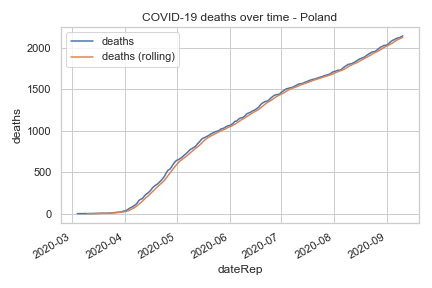 COVID-19 deaths over time - Poland
deaths
deaths (rolling)
2000
1500
1000
500
0
deaths
2020-03
2020-04
2020-05
2020-06
2020-07
2020-08
2020-09
dateRep